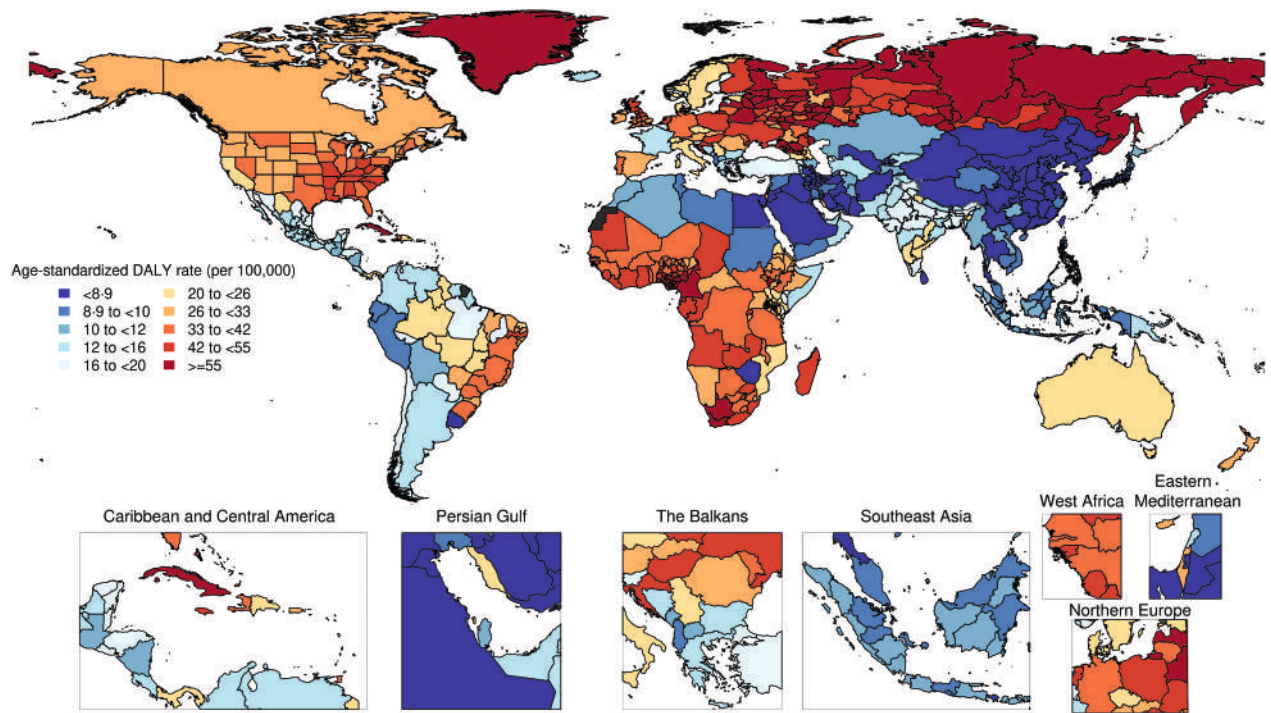 Age-standardized DALY rate (per 100,000)
<8·9
8·9 to <10
10 to <12
12 to <16
16 to <20
20 to <26
26 to <33
33 to <42
42 to <55
>=55
Caribbean and Central America
Persian Gulf
The Balkans
Southeast Asia
West Africa
Eastern
Mediterranean
Northern Europe